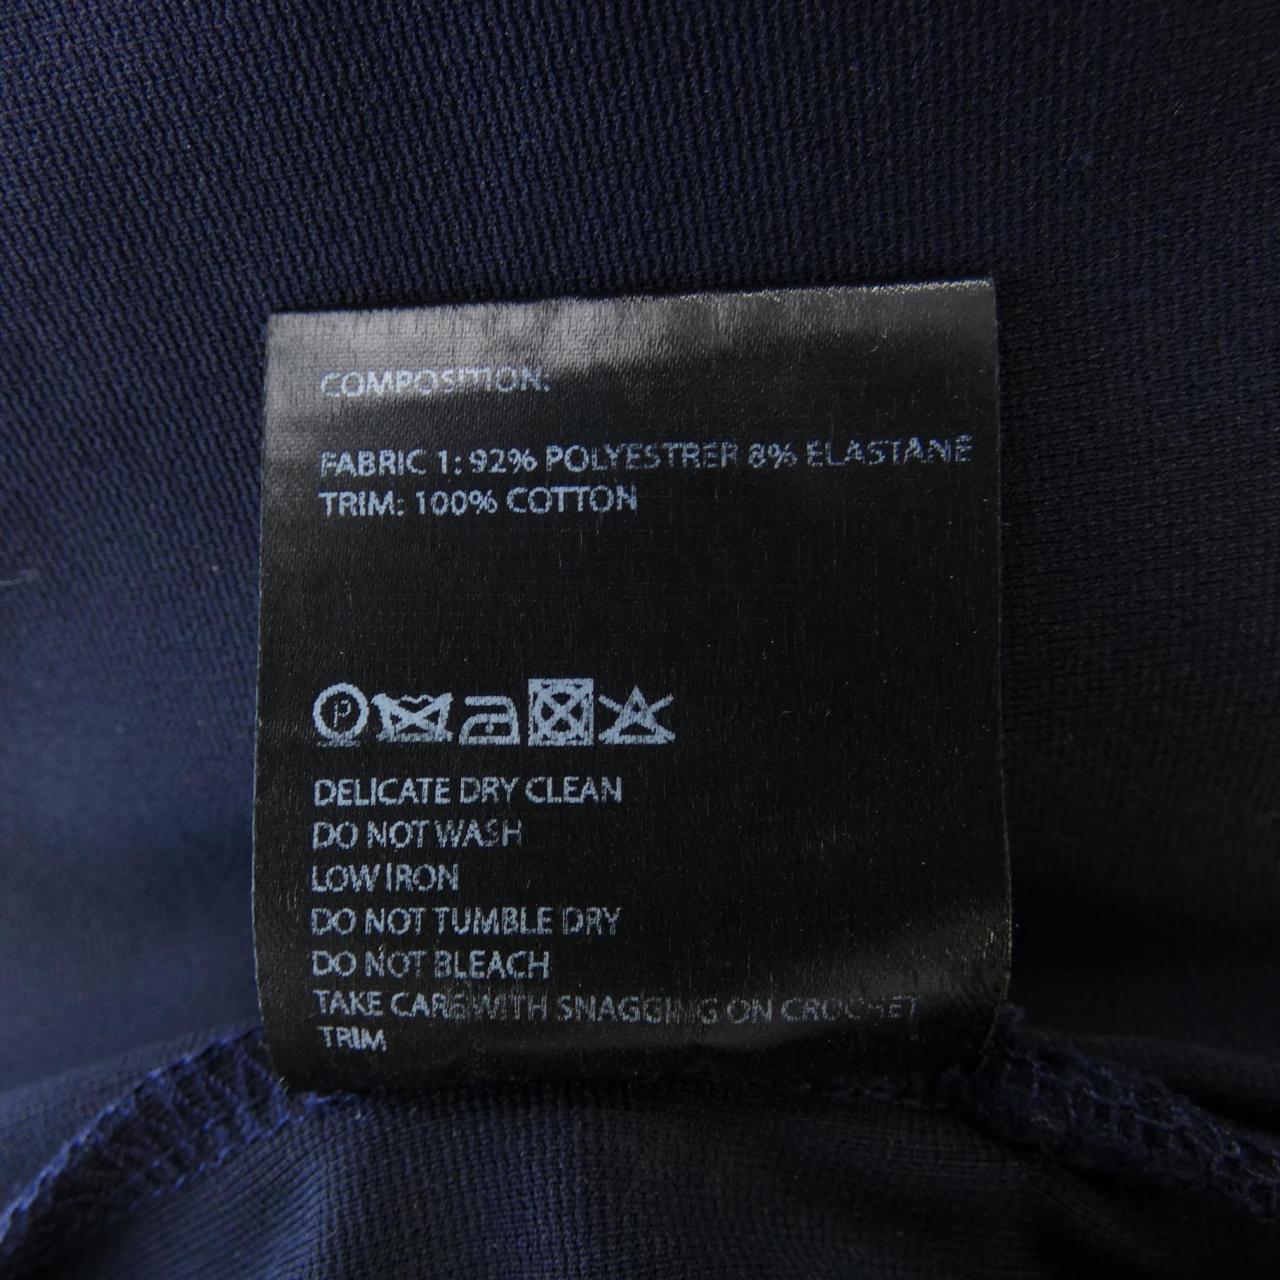 COMPOSITION:
FABRIC 1: 92% POLYESTRER 8% ELASTANE
TRIM: 100% COTTON
P
DELICATE DRY CLEAN
DO NOT WASH
LOW IRON
DO NOT TUMBLE DRY
DO NOT BLEACH
TAKE CARE WITH SNAGGING ON CROCHET
TRIM